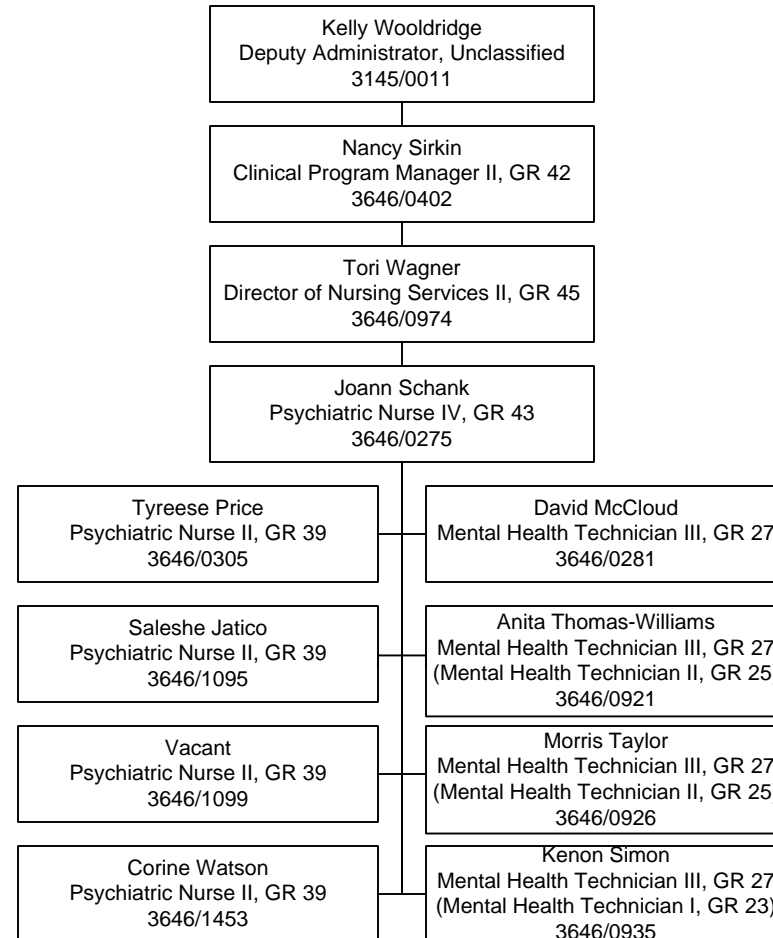 Kelly Wooldridge
Deputy Administrator, Unclassified
3145/0011
Nancy Sirkin
Clinical Program Manager II, GR 42
3646/0402
Tori Wagner
Director of Nursing Services II, GR 45
3646/0974
Joann Schank
Psychiatric Nurse IV, GR 43
3646/0275
Tyreese Price
Psychiatric Nurse II, GR 39
3646/0305
David McCloud
Mental Health Technician III, GR 27
3646/0281
Saleshe Jatico
Psychiatric Nurse II, GR 39
3646/1095
Anita Thomas-Williams
Mental Health Technician III, GR 27
(Mental Health Technician II, GR 25)
3646/0921
Vacant
Psychiatric Nurse II, GR 39
3646/1099
Morris Taylor
Mental Health Technician III, GR 27
(Mental Health Technician II, GR 25)
3646/0926
Corine Watson
Psychiatric Nurse II, GR 39
3646/1453
Kenon Simon
Mental Health Technician III, GR 27
(Mental Health Technician I, GR 23)
3646/0935